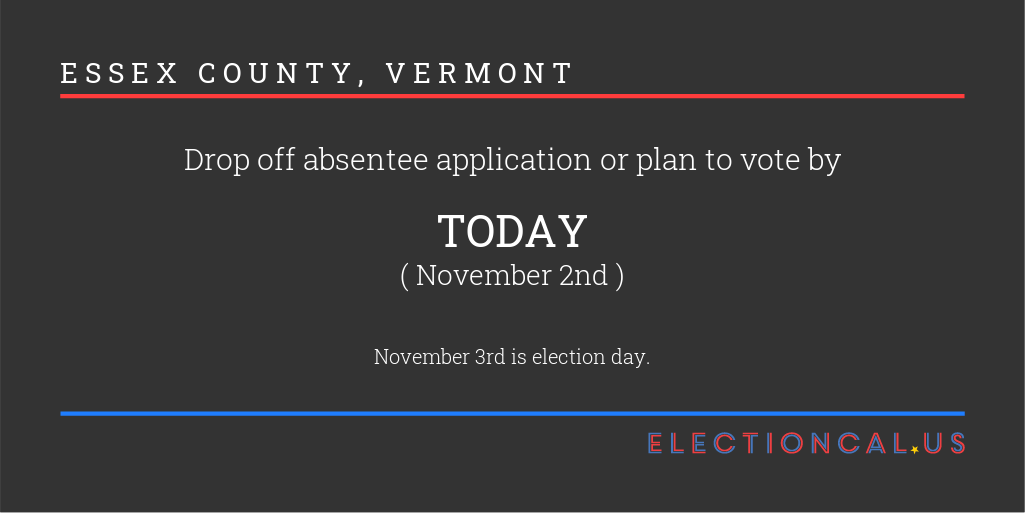 ESSEX COUNTY, VERMONT
Drop off absentee application or plan to vote by
TODAY
( November 2nd )
November 3rd is election day.
ELECTIONCAL.US